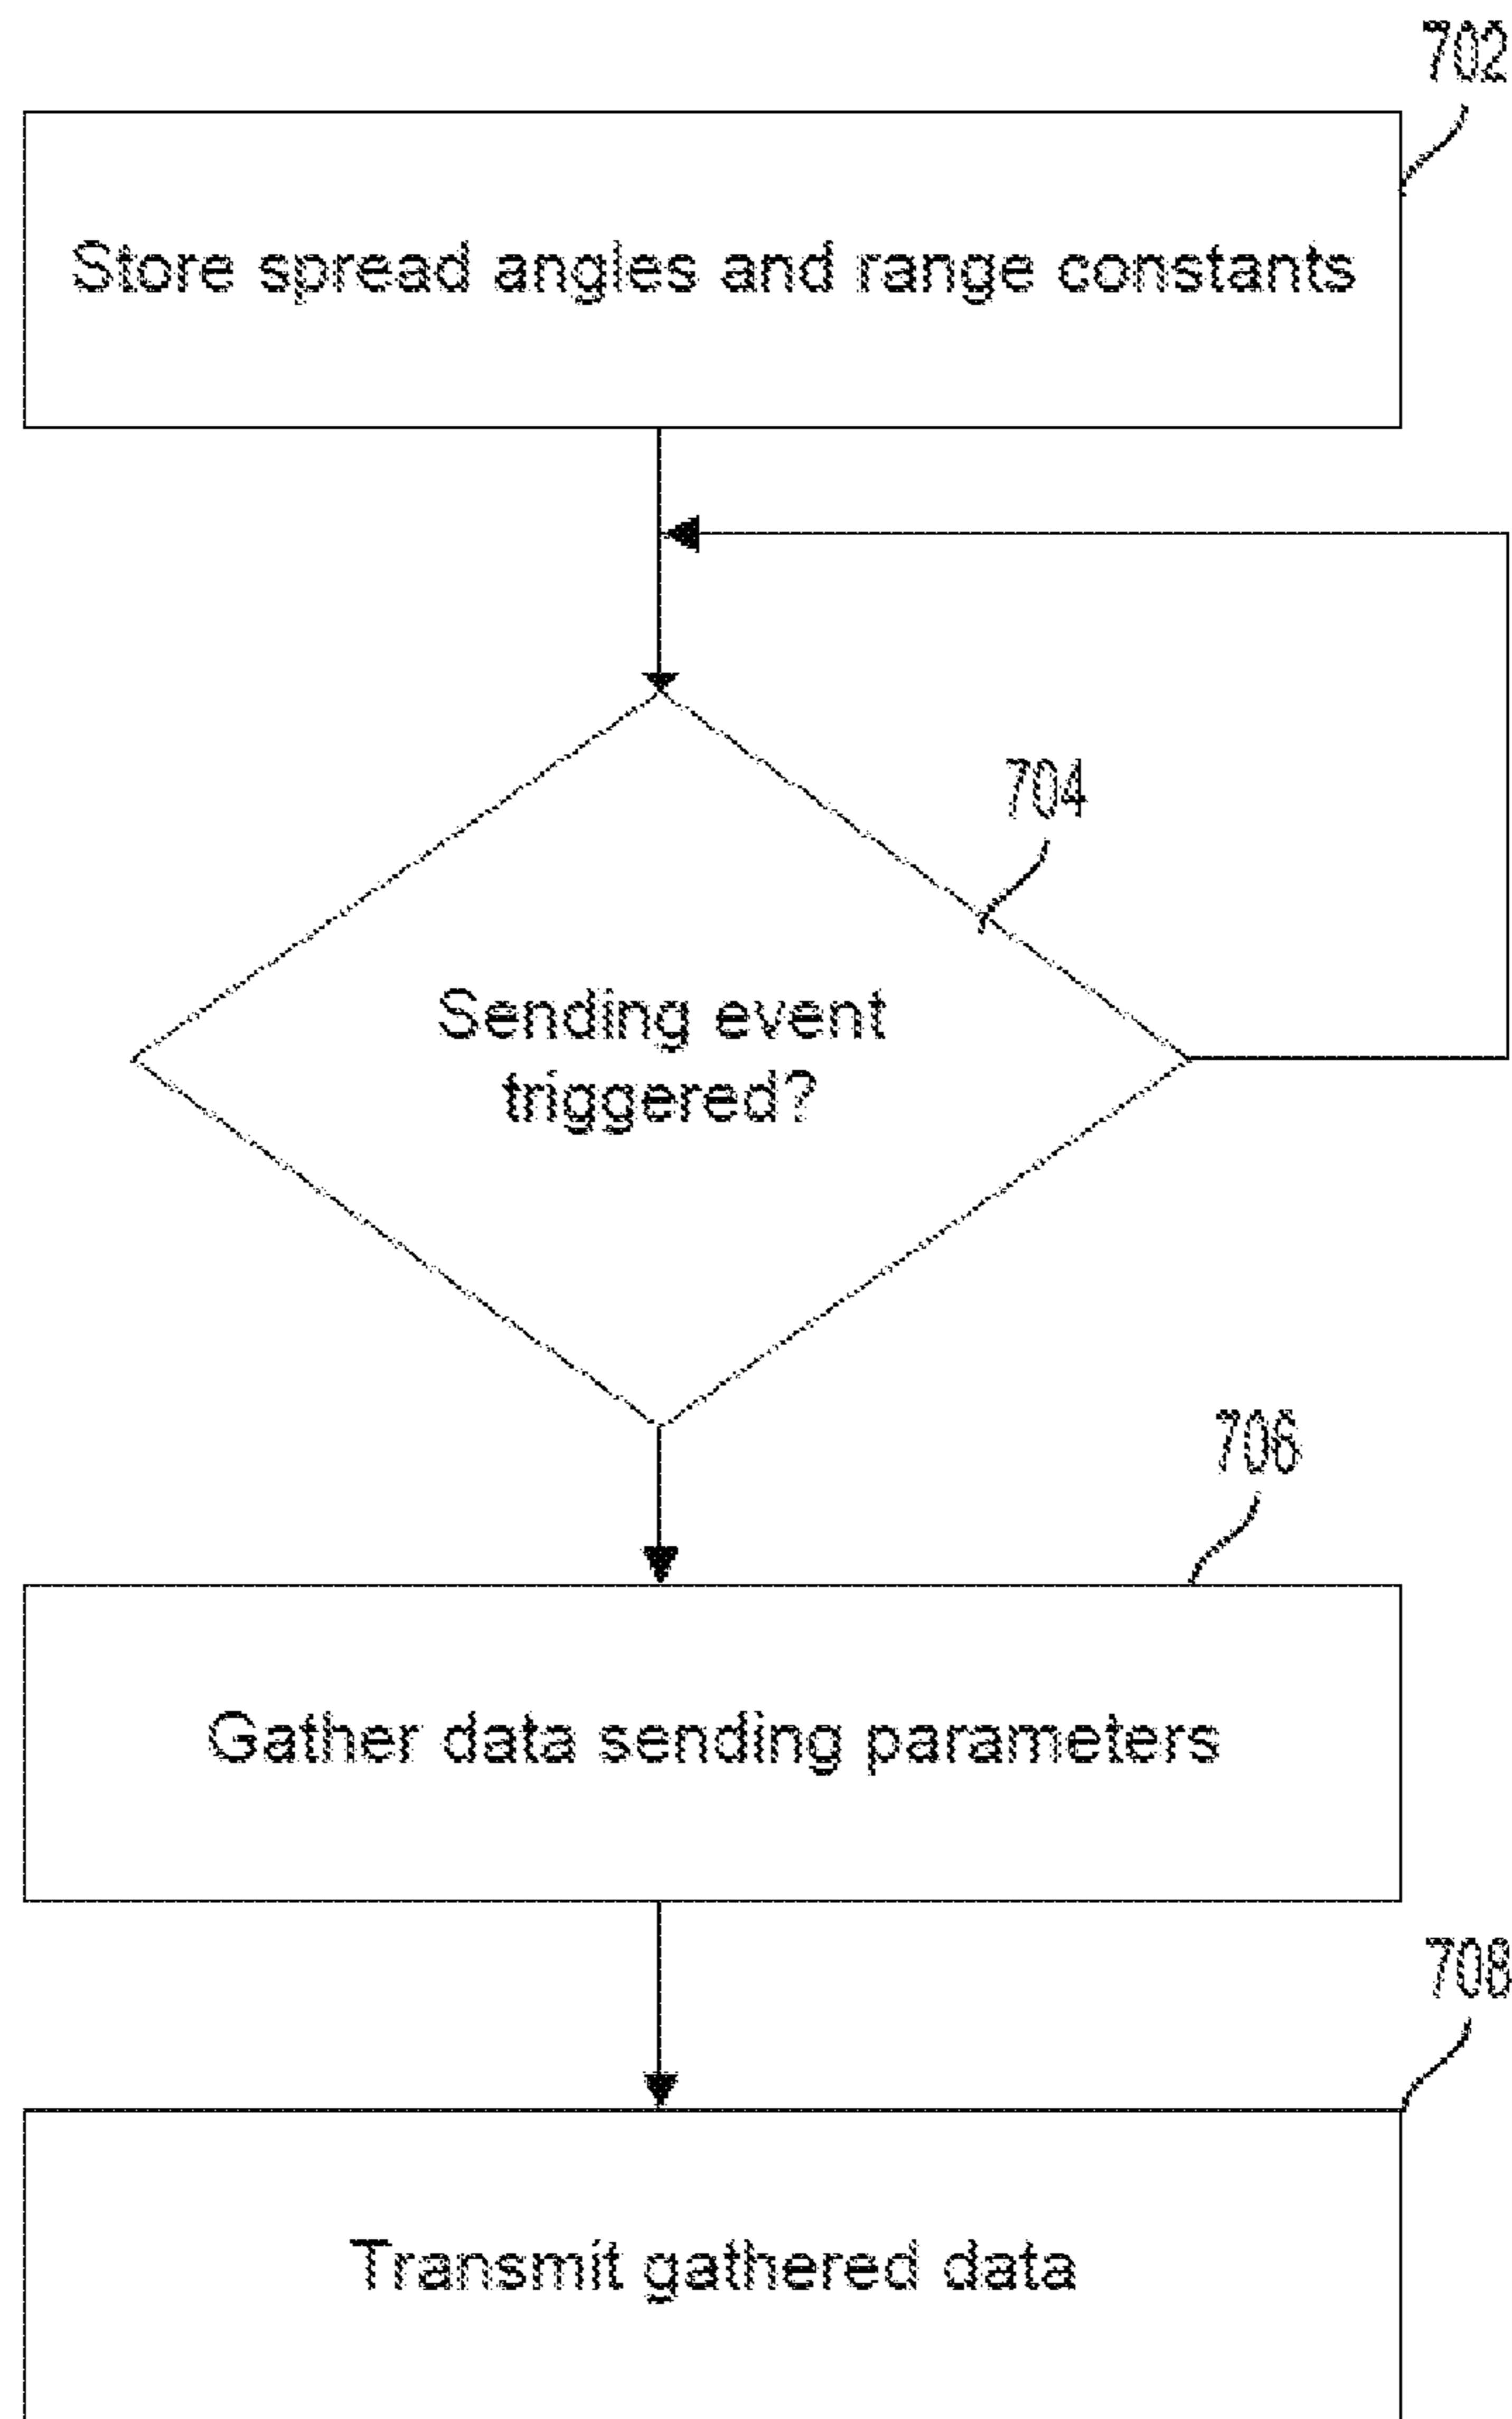 702
Store spread angles and range constants
704
Sending event
triggered?
706
Gather data sending parameters
708
Transmit gathered data